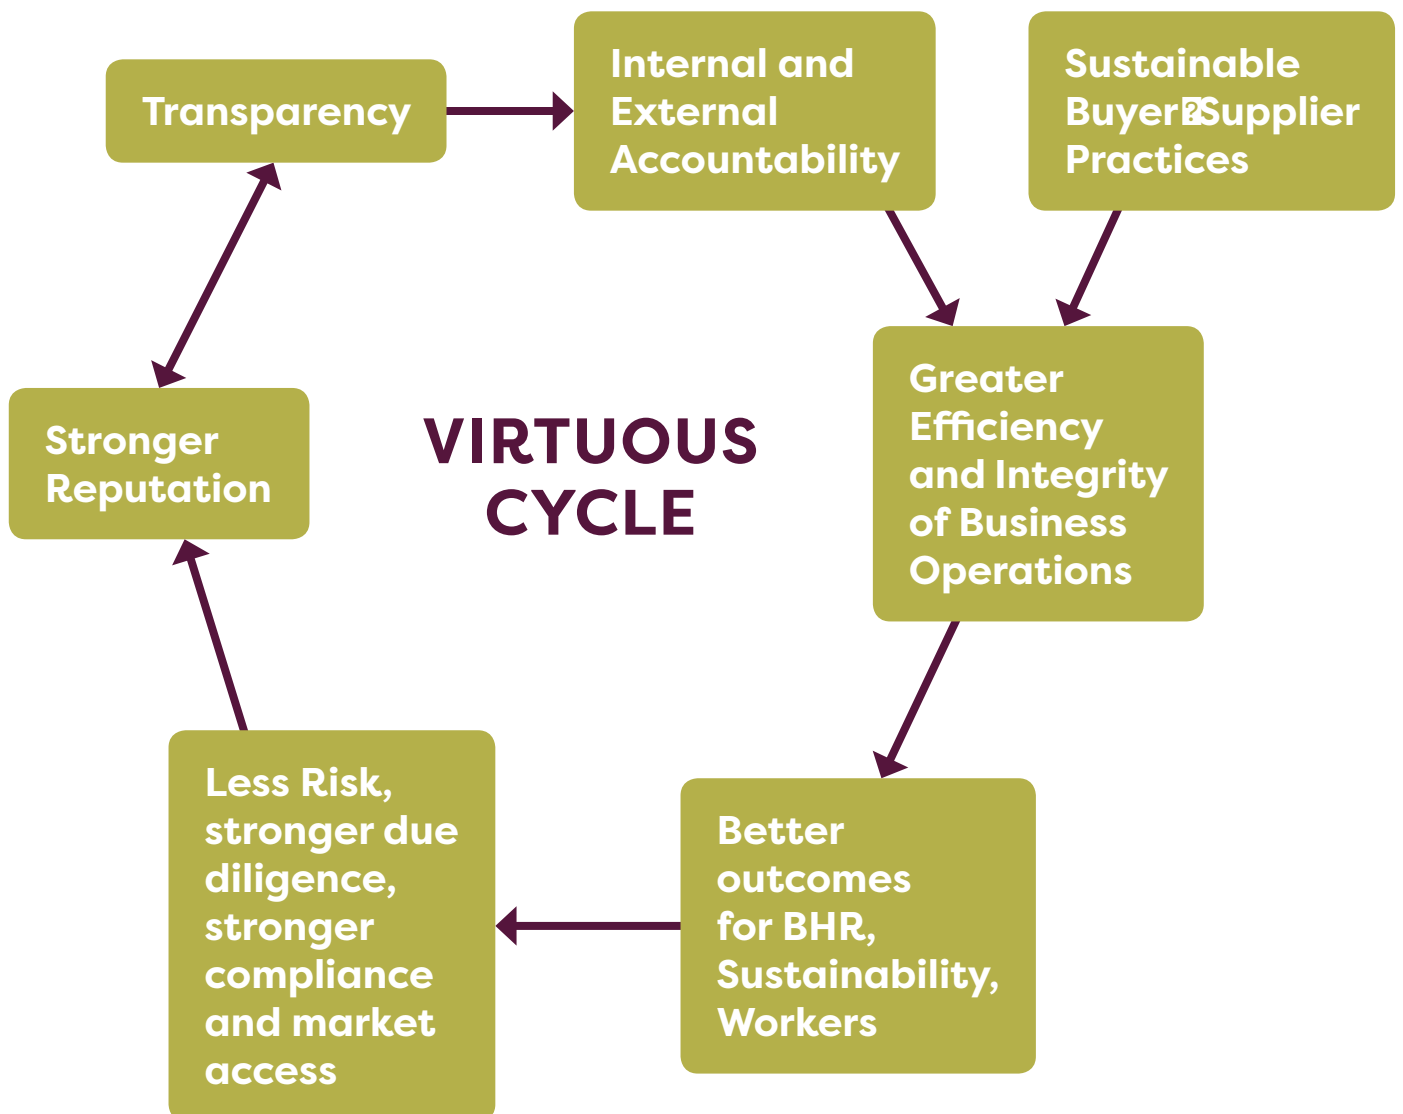 Transparency
Internal and
External
Accountability
Sustainable
Buyer�Supplier
Practices
Greater
Efficiency
and Integrity
of Business
Operations
VIRTUOUS
CYCLE
Stronger
Reputation
Less Risk,
stronger due
diligence,
stronger
compliance
and market
access
Better
outcomes
for BHR,
Sustainability,
Workers